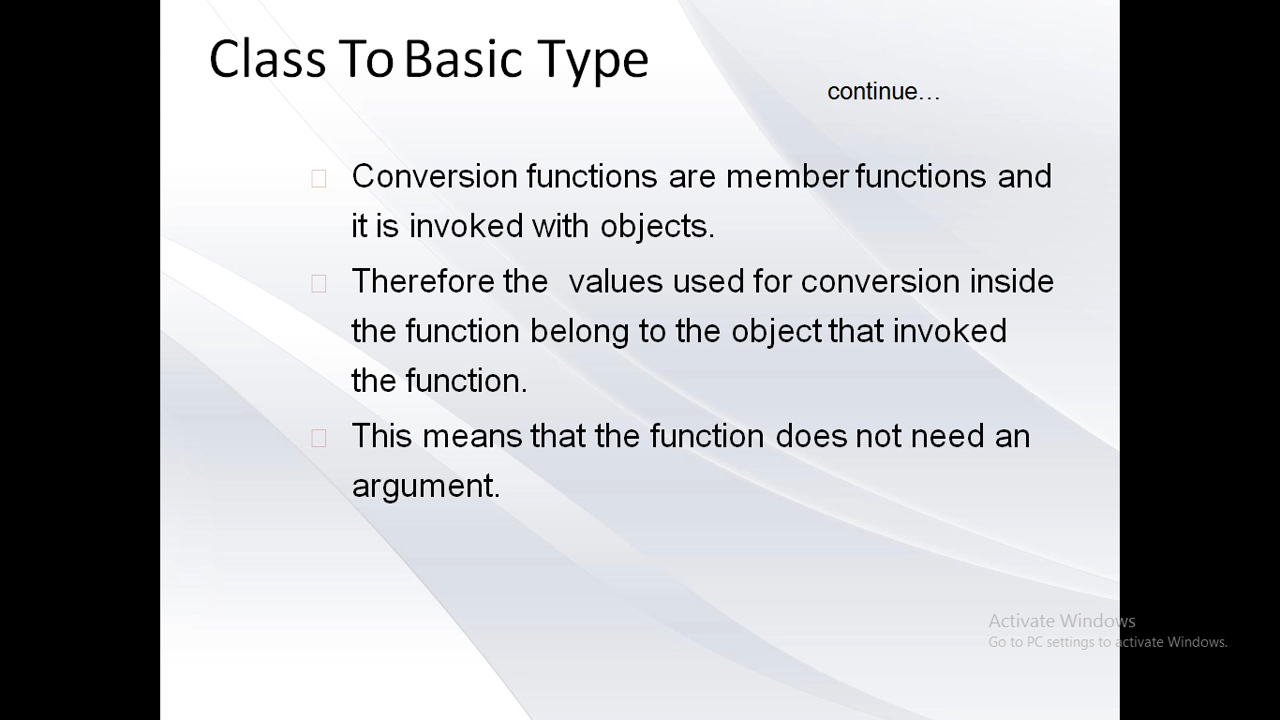 Class To Basic Type
continue…
Conversion functions are member functions and
it is invoked with objects.
Therefore the values used for conversion inside
the function belong to the object that invoked
the function.
This means that the function does not need an
argument.
Activate Windows
Go to PC settings to activate Windows.